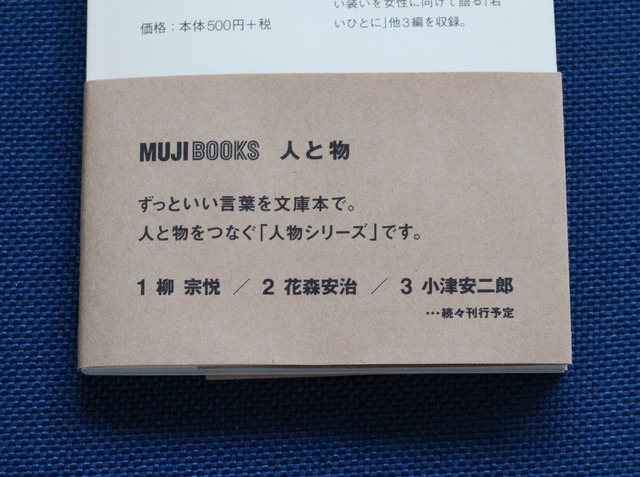 い装いを女性に向けて語る「若
いひとに」他3編を収録。
価格：本体500円＋税
MUJI BOOKS 人と物
ずっといい言葉を文庫本で。
人と物をつなぐ「人物シリーズ」です。
1 柳 宗悦 ／ 2 花森安治 ／ 3 小津安二郎
…続々刊行予定